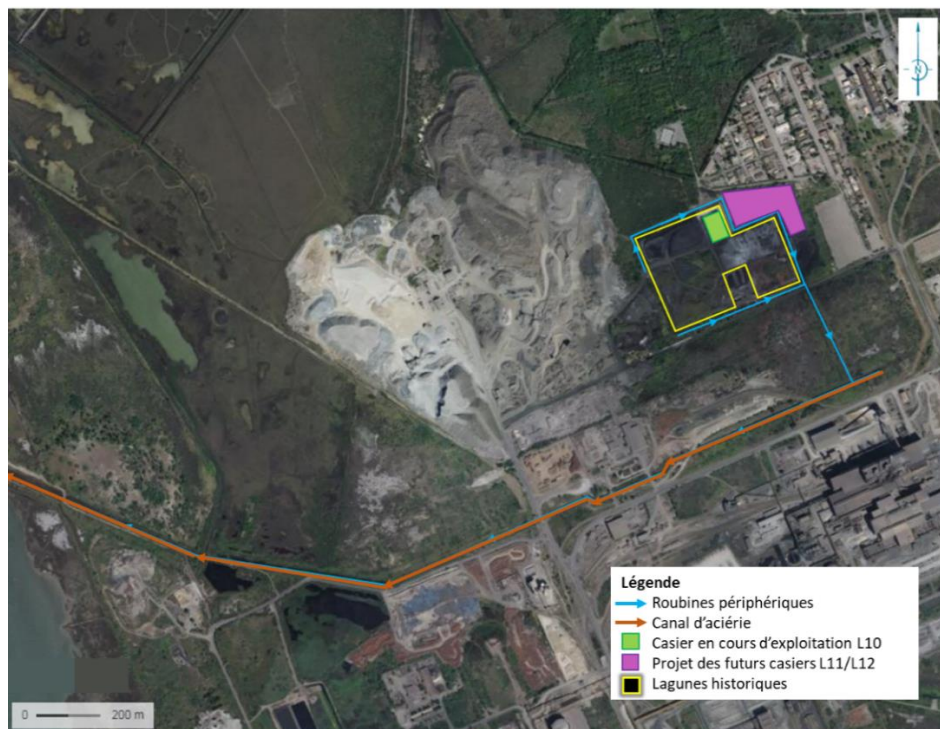 N
Légende
Roubines périphériques
Canal d'aciérie
Casier en cours d'exploitation L10
Projet des futurs casiers L11/L12
Lagunes historiques
0 200 m